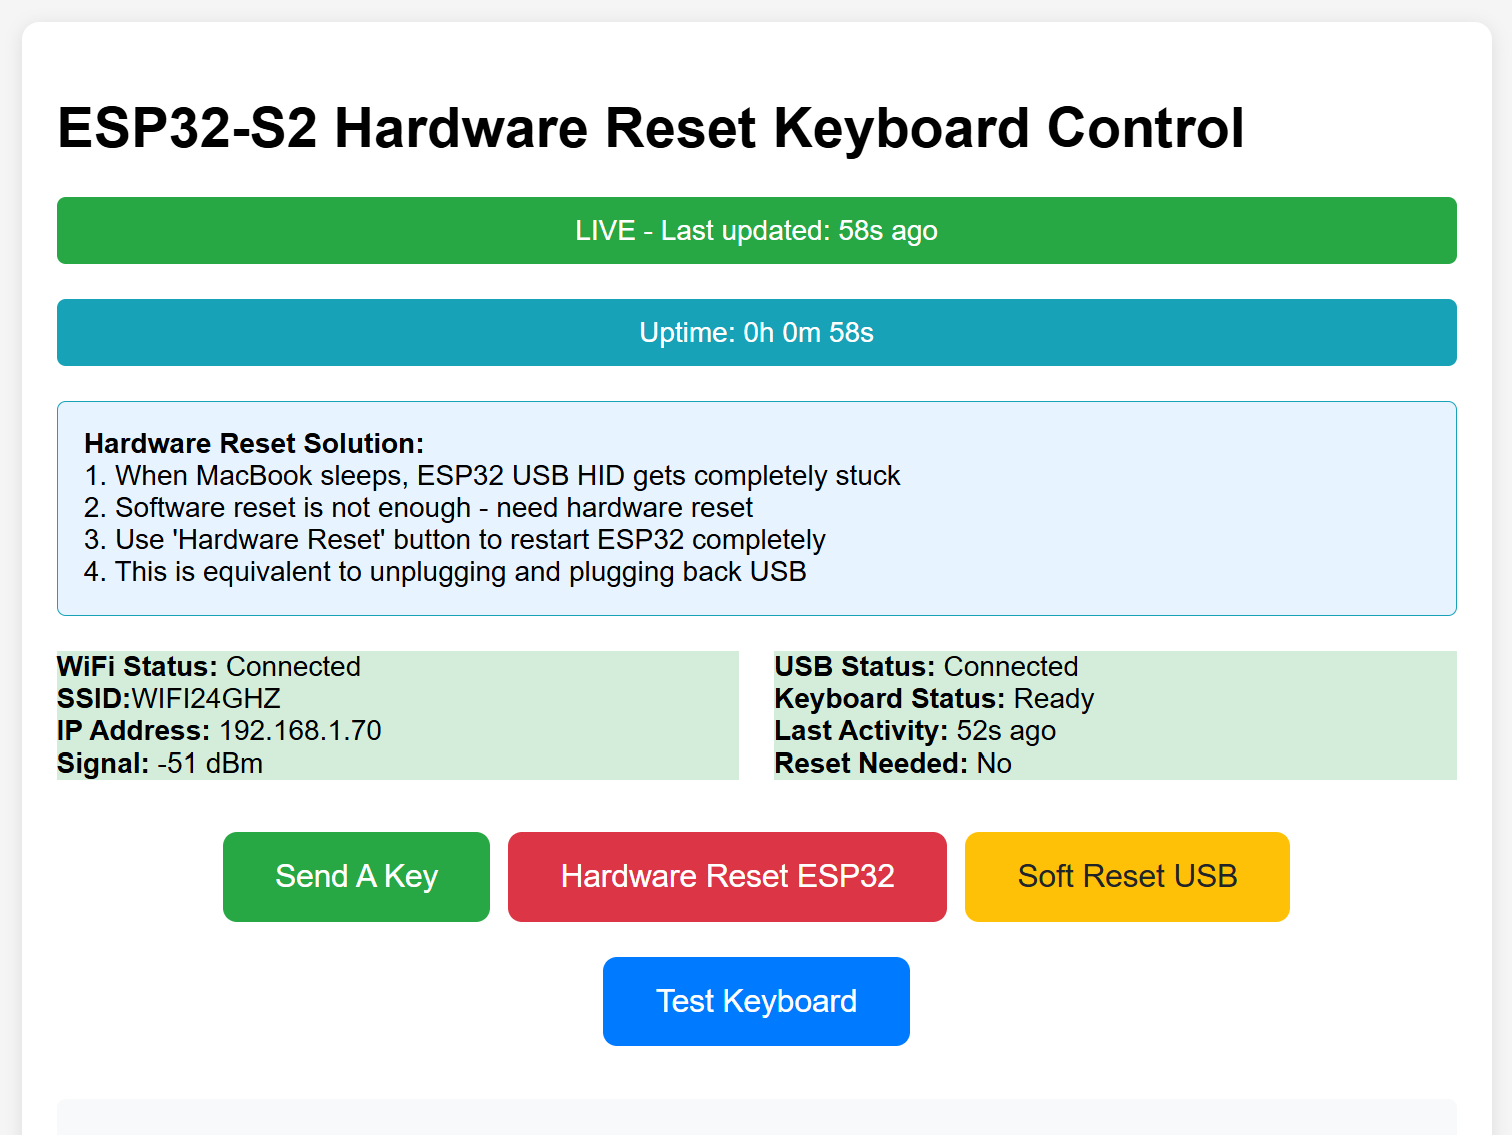 ESP32-S2 Hardware Reset Keyboard Control
LIVE - Last updated: 58s ago
Uptime: 0h 0m 58s
Hardware Reset Solution:
1. When MacBook sleeps, ESP32 USB HID gets completely stuck
2. Software reset is not enough - need hardware reset
3. Use 'Hardware Reset' button to restart ESP32 completely
4. This is equivalent to unplugging and plugging back USB
WiFi Status: Connected
SSID:WIFI24GHZ
IP Address: 192.168.1.70
Signal: -51 dBm
USB Status: Connected
Keyboard Status: Ready
Last Activity: 52s ago
Reset Needed: No
Send A Key
Hardware Reset ESP32
Soft Reset USB
Test Keyboard